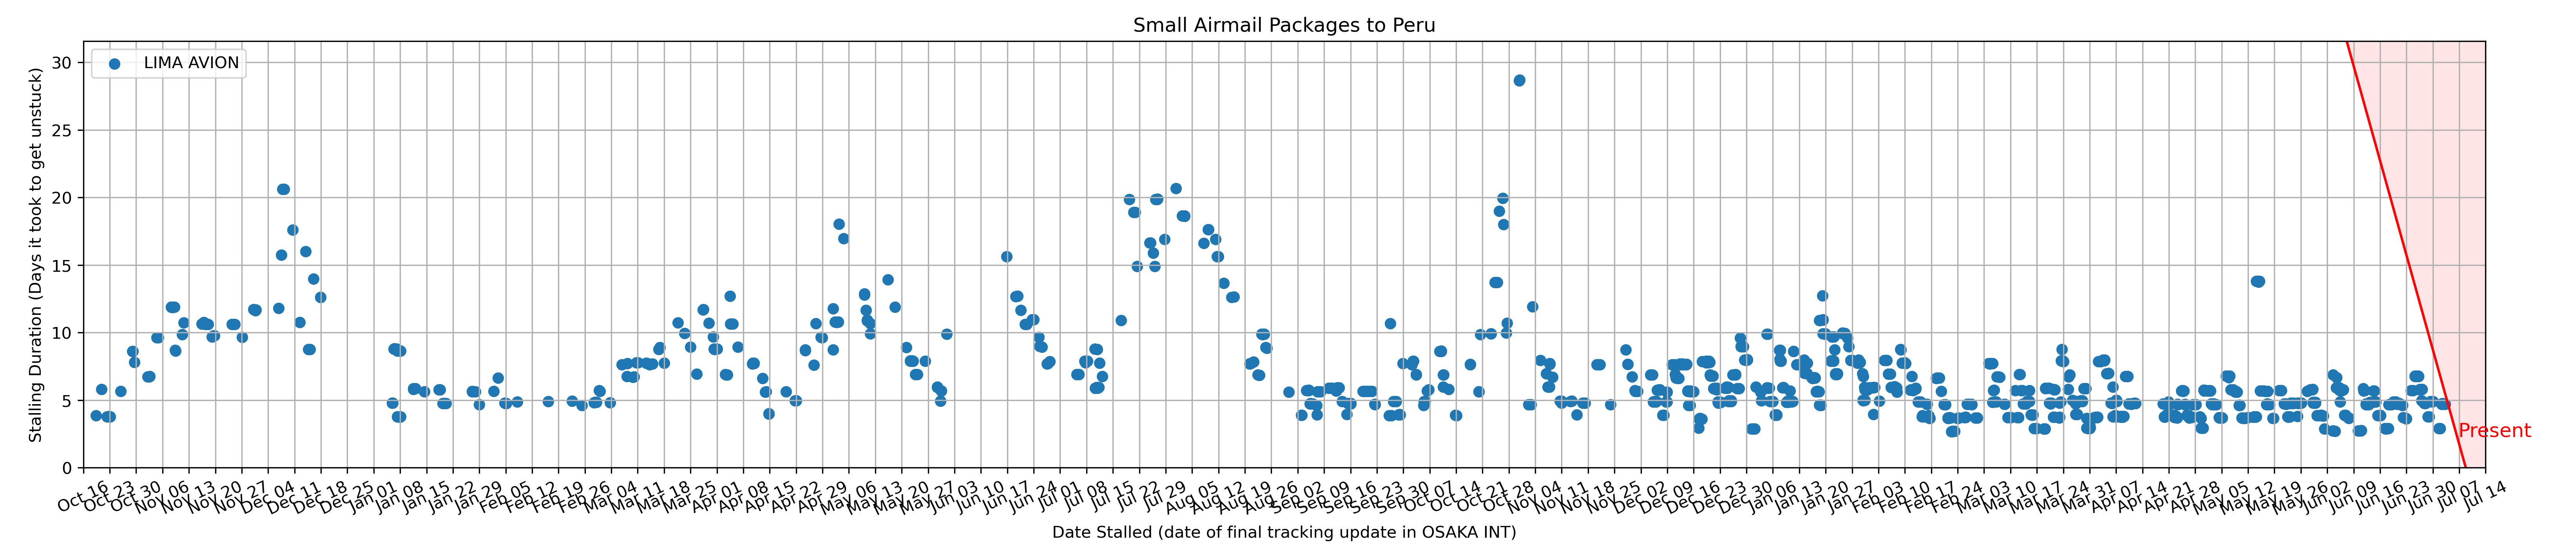 Small Airmail Packages to Peru
LIMA AVION
Stalling Duration (Days it took to get unstuck)
30
25
20
15
10
5
0
Present
Oct 16 Oct 23 Oct 30 Nov 06 Nov 13 Nov 20 Nov 27 Dec 04 Dec 11 Dec 18 Dec 25 Jan 01 Jan 08 Jan 15 Jan 22 Jan 29 Feb 05 Feb 12 Feb 19 Feb 26 Mar 04 Mar 11 Mar 18 Mar 25 Apr 01 Apr 08 Apr 15 Apr 22 Apr 29 May 06 May 13 May 20 May 27 Jun 03 Jun 10 Jun 17 Jun 24 Jul 01 Jul 08 Jul 15 Jul 22 Jul 29 Aug 05 Aug 12 Aug 19 Aug 26 Sep 02 Sep 09 Sep 16 Sep 23 Sep 30 Oct 07 Oct 14 Oct 21 Oct 28 Nov 04 Nov 11 Nov 18 Nov 25 Dec 02 Dec 09 Dec 16 Dec 23 Dec 30 Jan 06 Jan 13 Jan 20 Jan 27 Feb 03 Feb 10 Feb 17 Feb 24 Mar 03 Mar 10 Mar 17 Mar 24 Mar 31 Apr 07 Apr 14 Apr 21 Apr 28 May 05 May 12 May 19 May 26 Jun 02 Jun 09 Jun 16 Jun 23 Jun 30 Jul 07 Jul 14
Date Stalled (date of final tracking update in OSAKA INT)